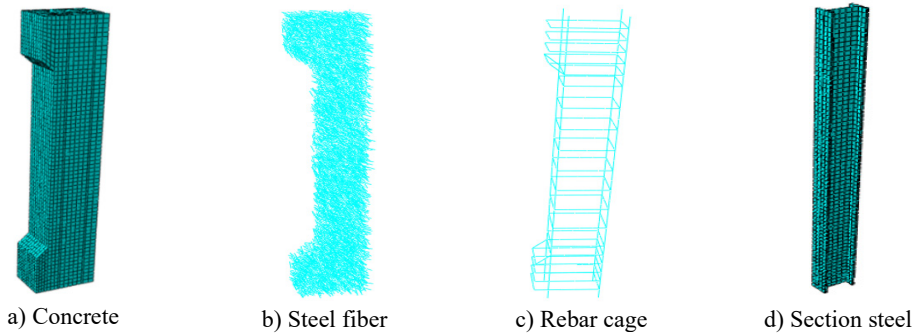 a) Concrete
b) Steel fiber
c) Rebar cage
d) Section steel